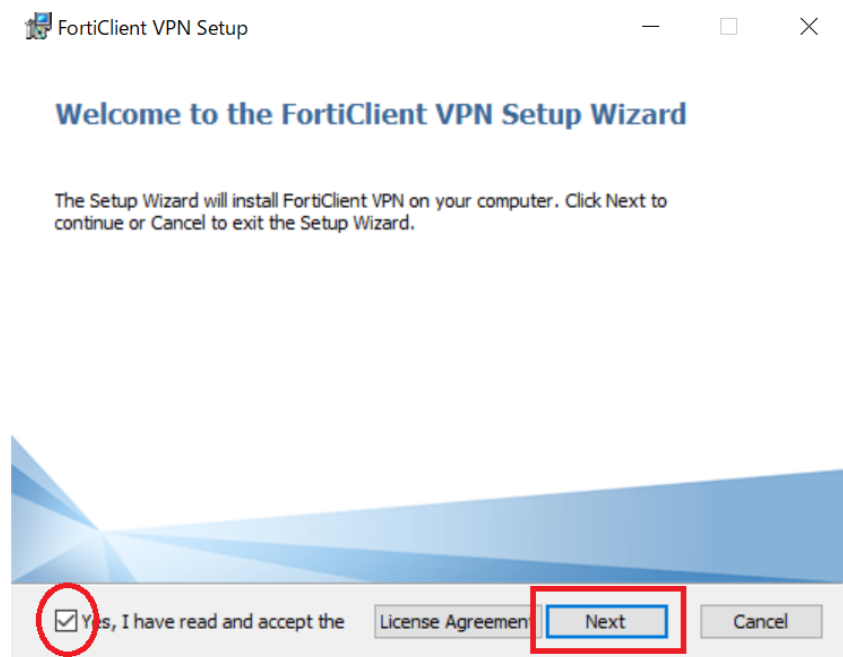 FortiClient VPN Setup
Welcome to the FortiClient VPN Setup Wizard
The Setup Wizard will install FortiClient VPN on your computer. Click Next to
continue or Cancel to exit the Setup Wizard.
Yes, I have read and accept the License Agreement Next Cancel